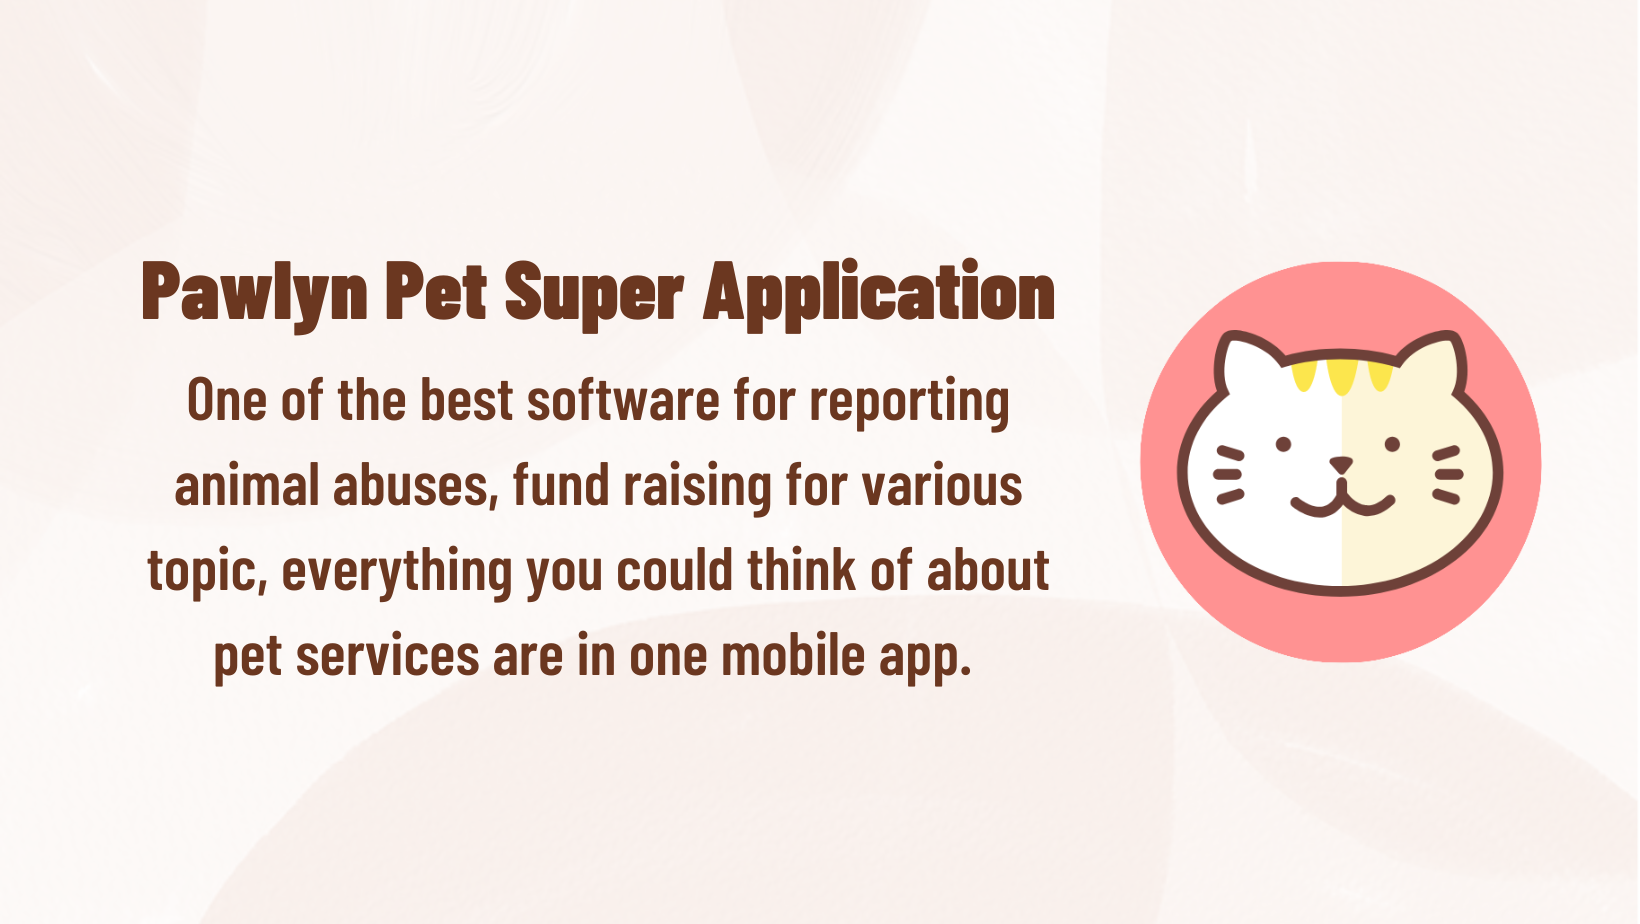 Pawlyn Pet Super Application
One of the best software for reporting
animal abuses, fund raising for various
topic, everything you could think of about
pet services are in one mobile app.